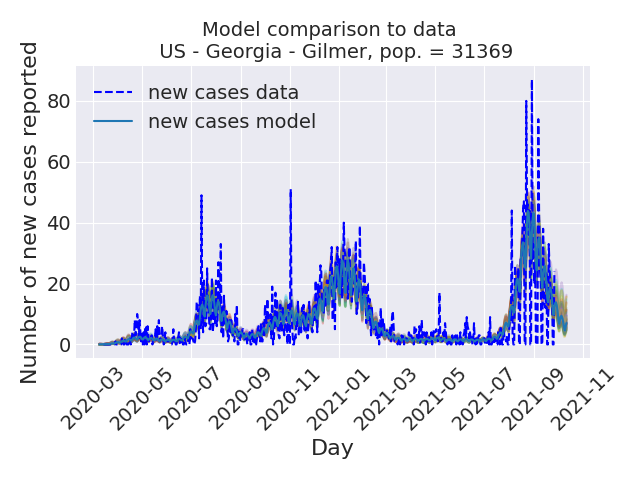 Model comparison to data
US - Georgia - Gilmer, pop. = 31369
Number of new cases reported
80
60
40
20
0
new cases data
new cases model
2020-03
2020-05
2020-07
2020-09
2020-11
2021-01
2021-03
2021-05
2021-07
2021-09
2021-11
Day